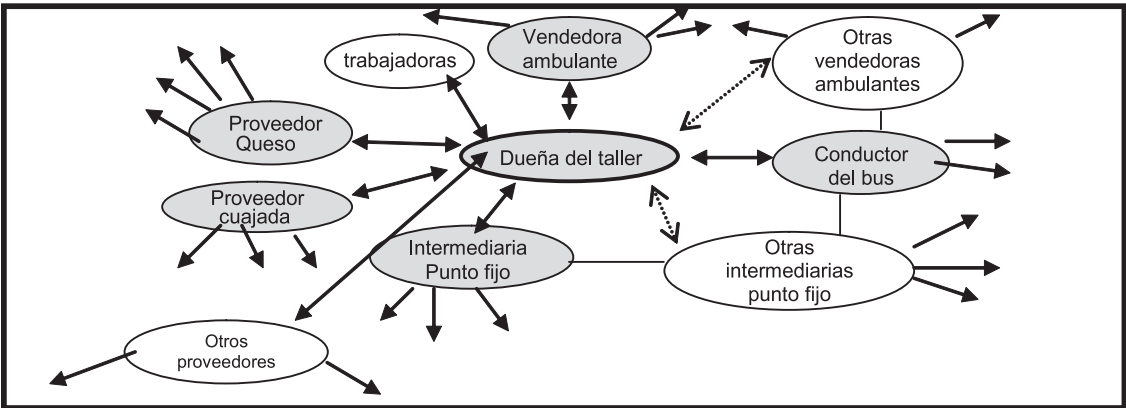 Vendedora
ambulante
trabajadoras
Otras
vendedoras
ambulantes
Proveedor
Queso
Dueña del taller
Conductor
del bus
Proveedor
cuajada
Intermediaria
Punto fijo
Otras
intermediarias
punto fijo
Otros
proveedores